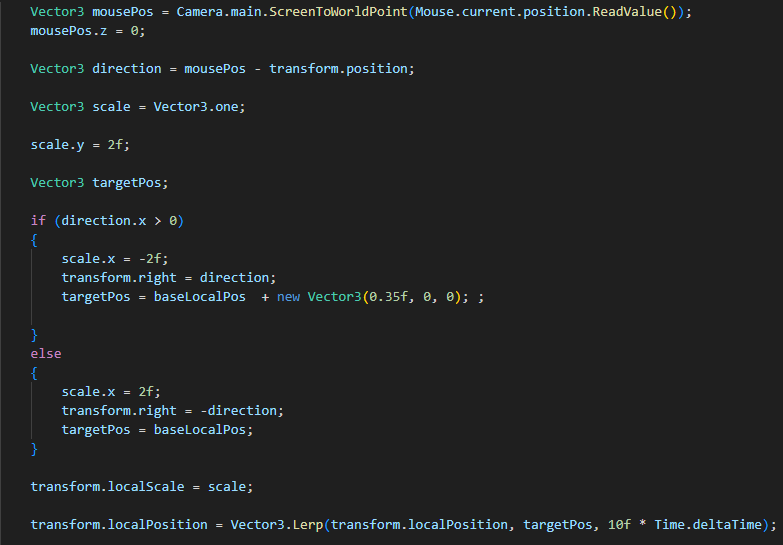 Vector3 mousePos = Camera.main.ScreenToWorldPoint(Mouse.current.position.ReadValue());
mousePos.z = 0;
Vector3 direction = mousePos - transform.position;
Vector3 scale = Vector3.one;
scale.y = 2f;
Vector3 targetPos;
if (direction.x > 0)
{
scale.x = -2f;
transform.right = direction;
targetPos = baseLocalPos  + new Vector3(0.35f, 0, 0); ;
}
else
{
scale.x = 2f;
transform.right = -direction;
targetPos = baseLocalPos;
}
transform.localScale = scale;
transform.localPosition = Vector3.Lerp(transform.localPosition, targetPos, 10f * Time.deltaTime);